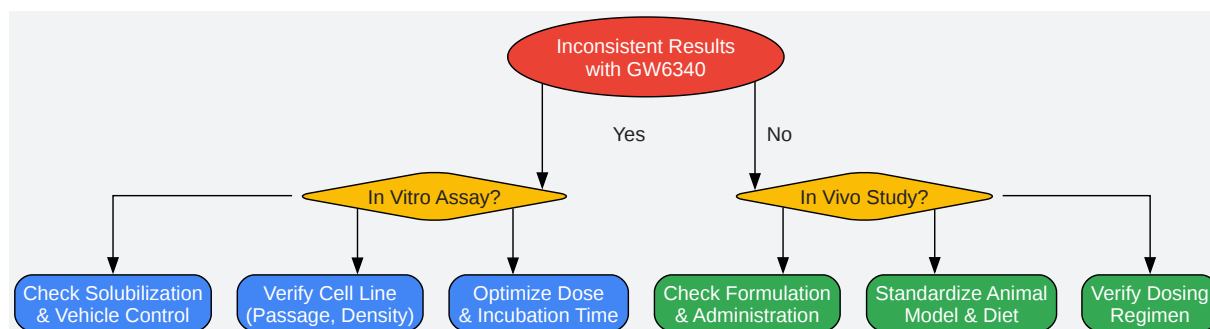 Inconsistent Results
with GW6340
Yes
No
In Vitro Assay?
In Vivo Study?
Check Solubilization
& Vehicle Control
Verify Cell Line
(Passage, Density)
Optimize Dose
& Incubation Time
Check Formulation
& Administration
Standardize Animal
Model & Diet
Verify Dosing
Regimen